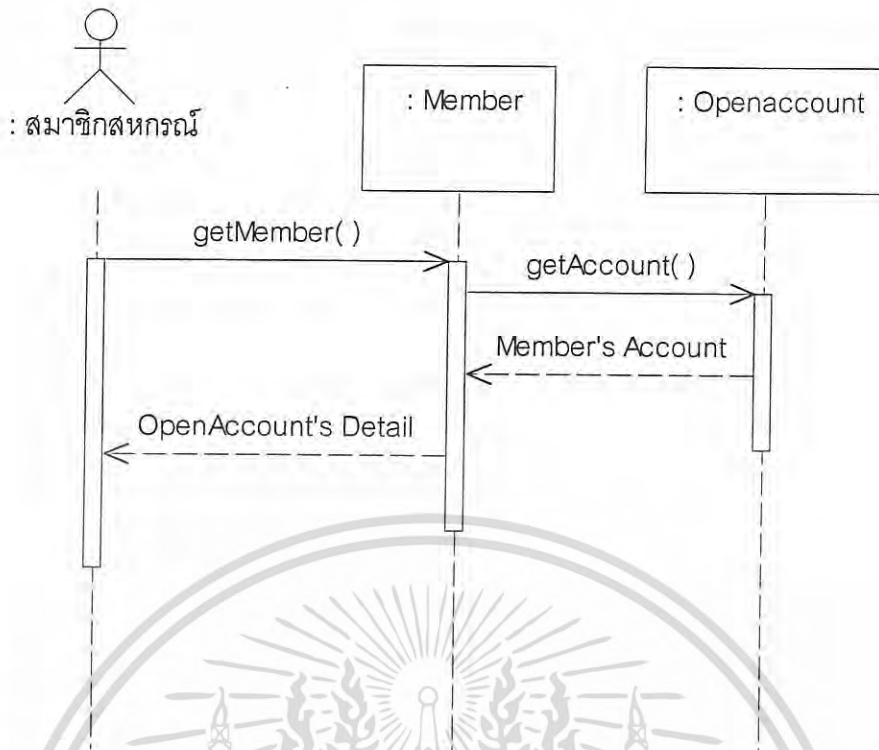 : สมาชิกสหกรณ์
: Member
: Openaccount
getMember( )
getAccount( )
Member's Account
OpenAccount's Detail